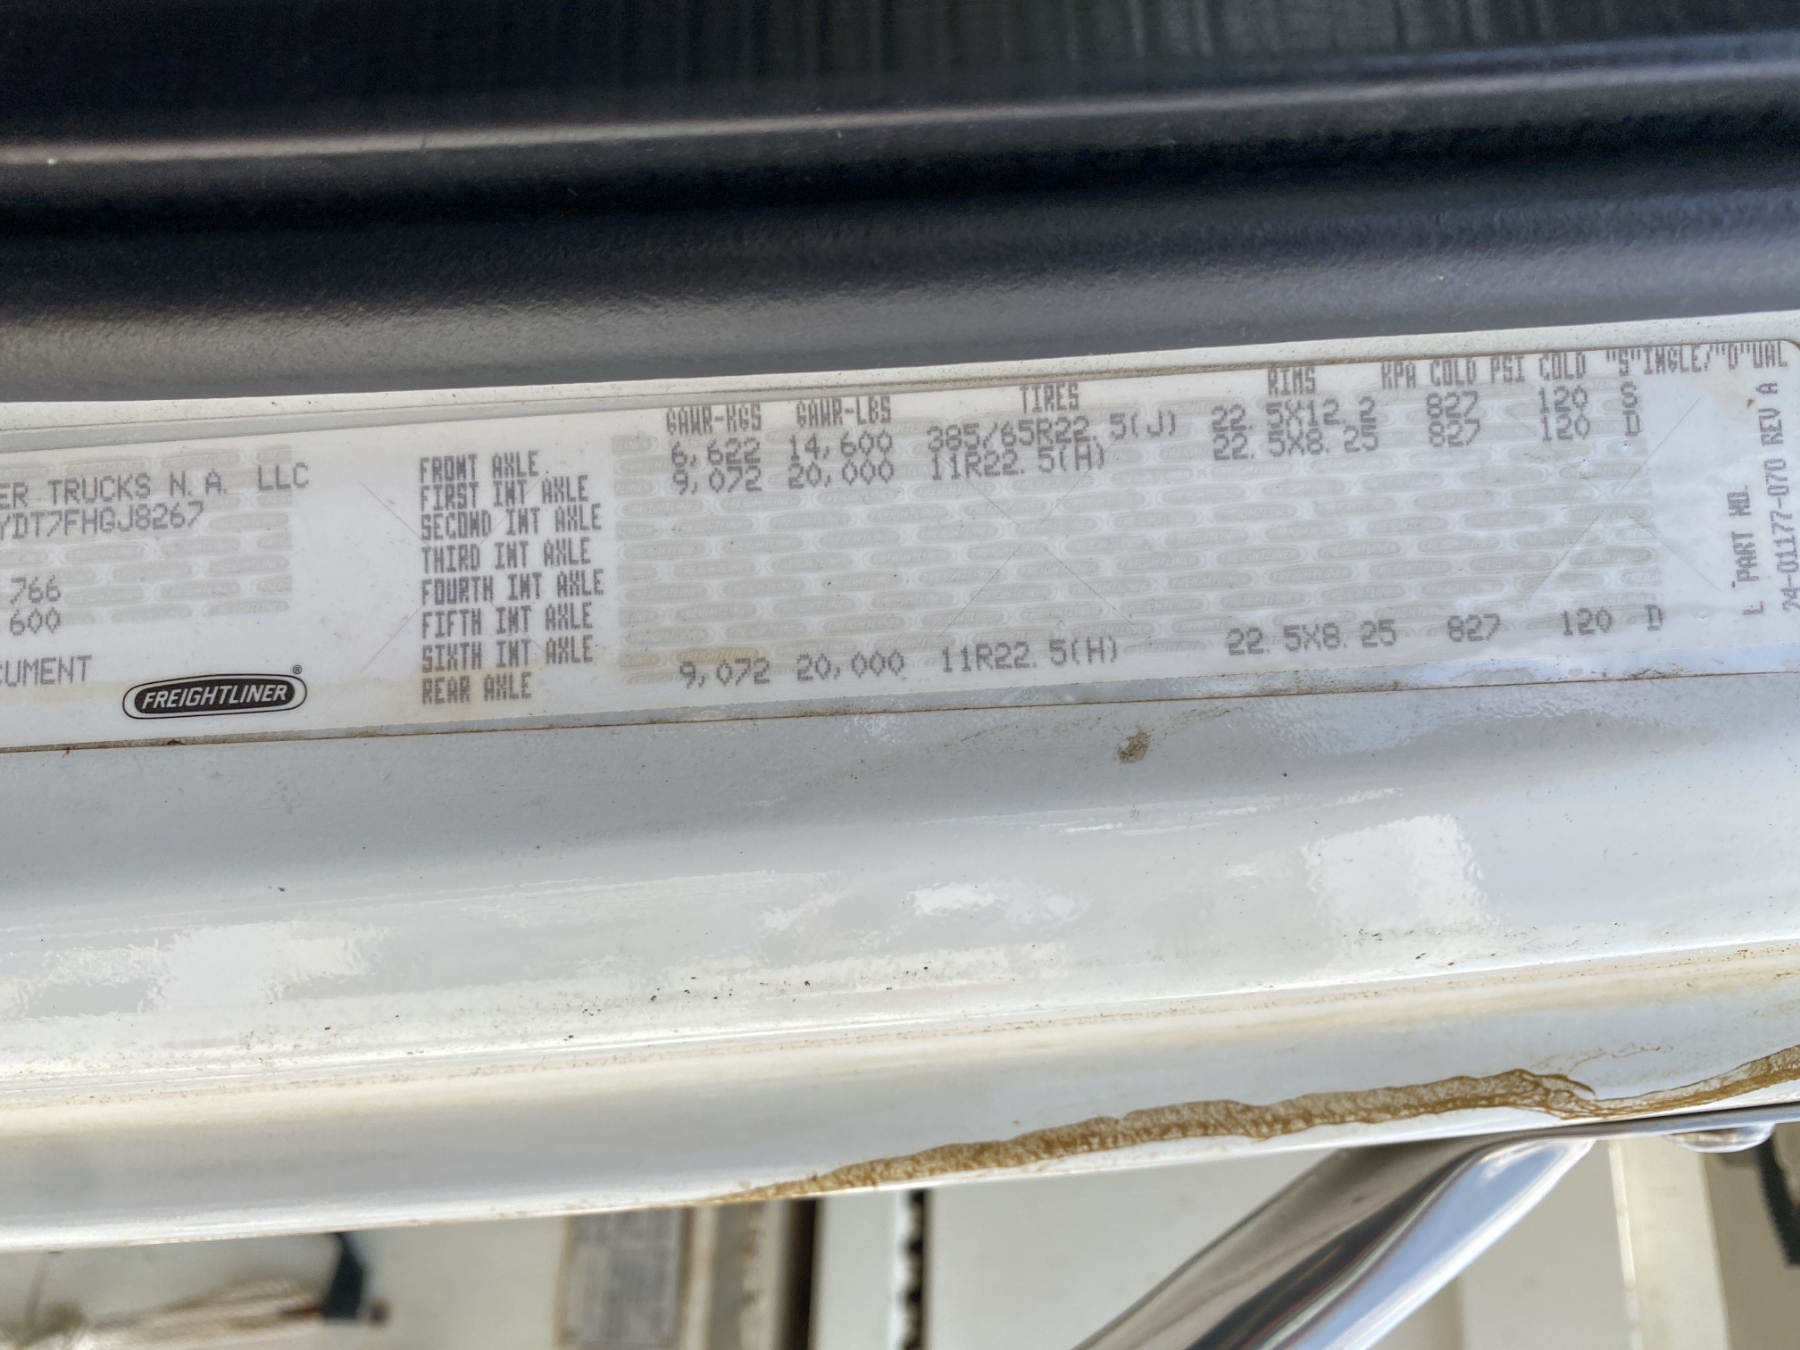 ER TRUCKS N. A. LLC
YDT7FHGJ8267
766
600
CUMENT
FREIGHTLINER®
GAWR-KGS GAWR-LBS TIRES RIMS KPA COLD PSI COLD "S"INGLE/"D"UAL
FRONT AXLE 6,622 14,600 385/65R22.5(J) 22.5X12.2 827 120 S
FIRST INT AXLE 9,072 20,000 11R22.5(H) 22.5X8.25 827 120 D
SECOND INT AXLE
THIRD INT AXLE
FOURTH INT AXLE
FIFTH INT AXLE
SIXTH INT AXLE
REAR AXLE 9,072 20,000 11R22.5(H) 22.5X8.25 827 120 D
PART NO.
24-01177-070 REV A